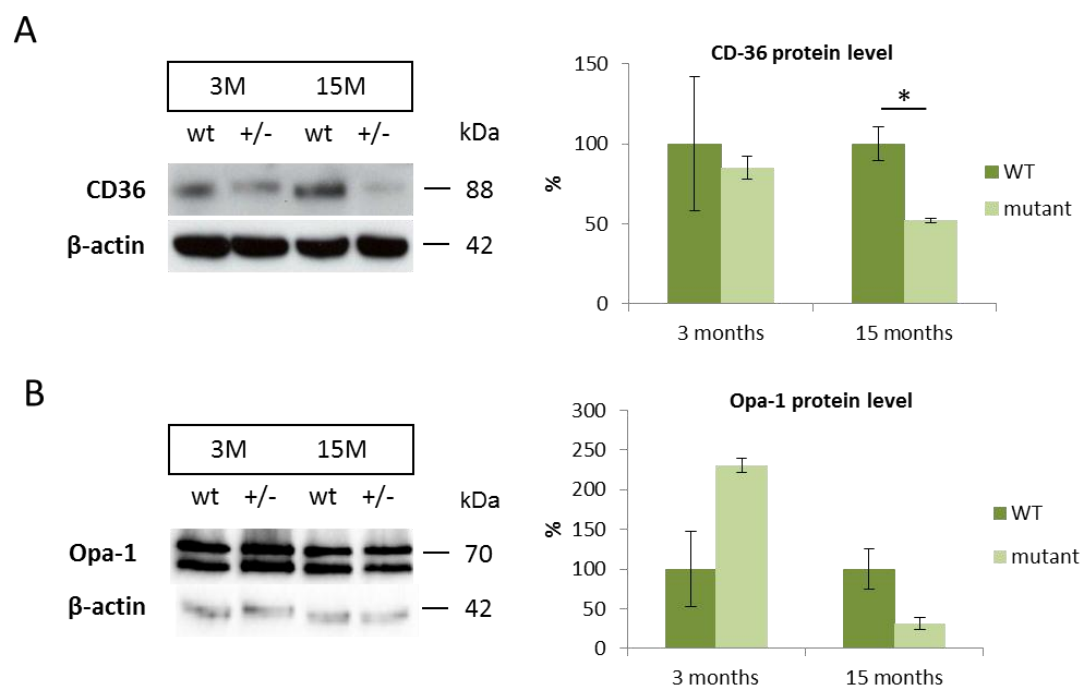 A
3M 15M
wt +/- wt +/- kDa
CD36 88
β-actin 42
CD-36 protein level
150
100
50
0
%
*
3 months 15 months
WT
mutant
B
3M 15M
wt +/- wt +/- kDa
Opa-1 70
β-actin 42
Opa-1 protein level
300
250
200
150
100
50
0
%
3 months 15 months
WT
mutant